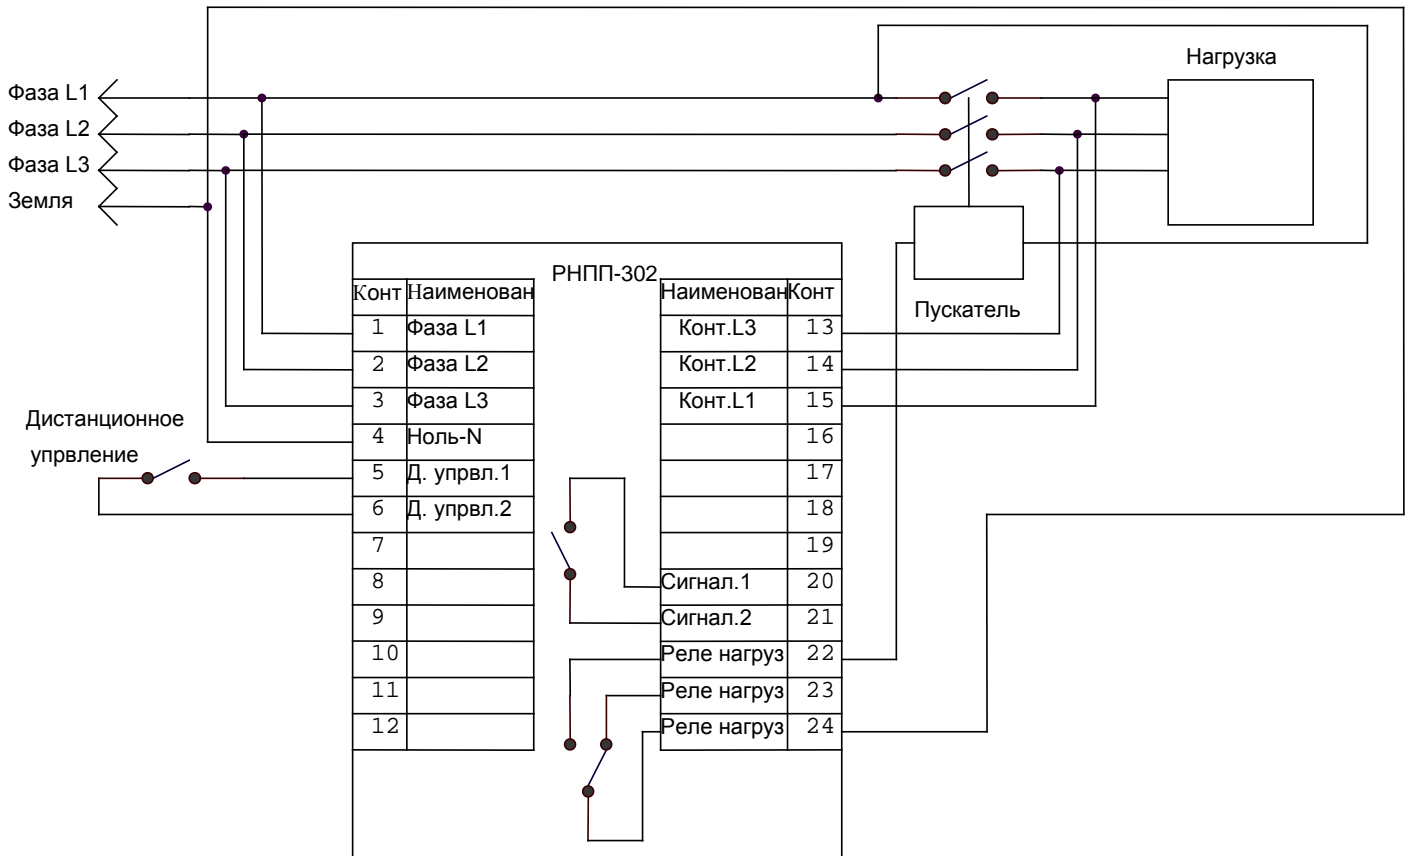 Нагрузка
Фаза L1
Фаза L2
Фаза L3
Земля
РНПП-302
Пускатель
Дистанционное
упрвление
Конт Наименован
1 Фаза L1
2 Фаза L2
3 Фаза L3
4 Ноль-N
5 Д. упрвл.1
6 Д. упрвл.2
7
8
9
10
11
12
Наименован Конт
Конт.L3 13
Конт.L2 14
Конт.L1 15
16
17
18
19
Сигнал.1 20
Сигнал.2 21
Реле нагруз 22
Реле нагруз 23
Реле нагруз 24